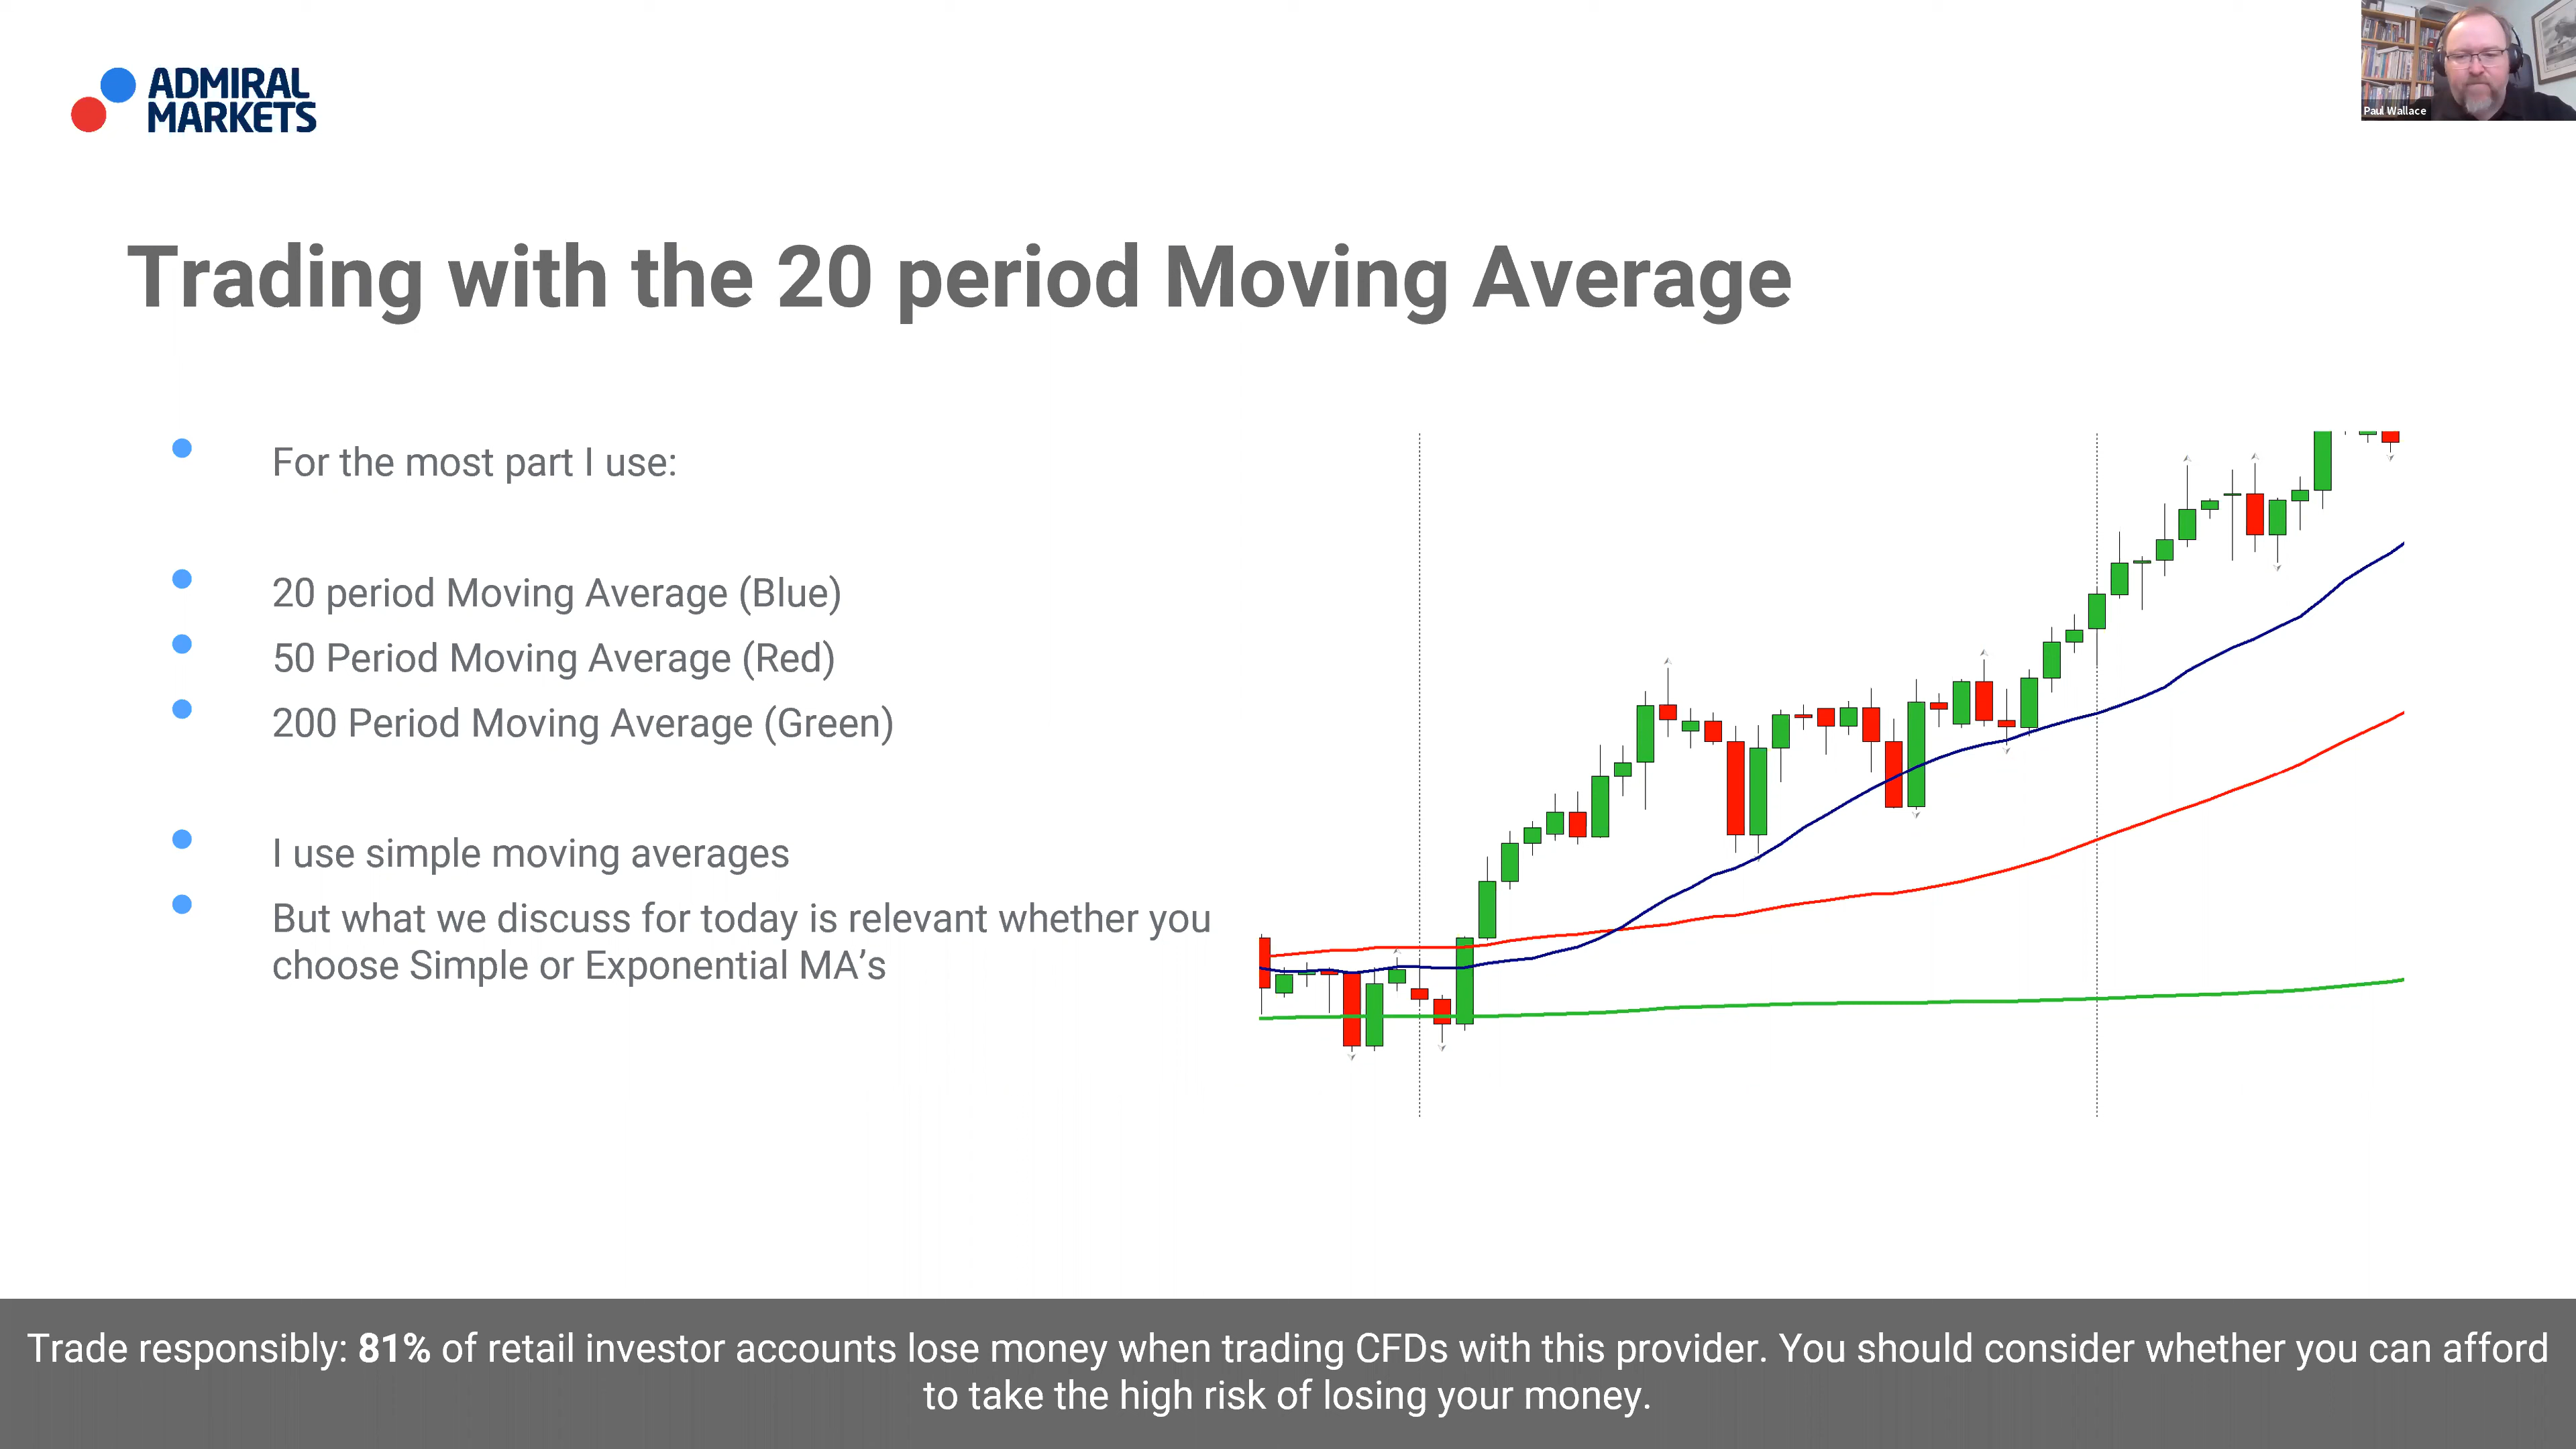 ADMIRAL
MARKETS
Paul Wallace
Trading with the 20 period Moving Average
For the most part I use:
20 period Moving Average (Blue)
50 Period Moving Average (Red)
200 Period Moving Average (Green)
I use simple moving averages
But what we discuss for today is relevant whether you
choose Simple or Exponential MA’s
Trade responsibly: 81% of retail investor accounts lose money when trading CFDs with this provider. You should consider whether you can afford
to take the high risk of losing your money.